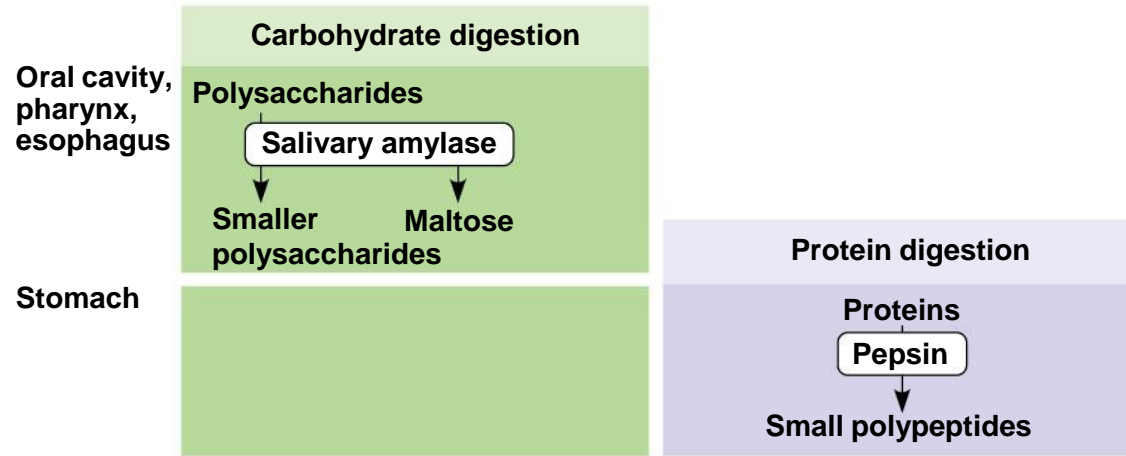 Carbohydrate digestion
Oral cavity,
pharynx,
esophagus
Polysaccharides
Salivary amylase
Smaller
polysaccharides
Maltose
Protein digestion
Stomach
Proteins
Pepsin
Small polypeptides